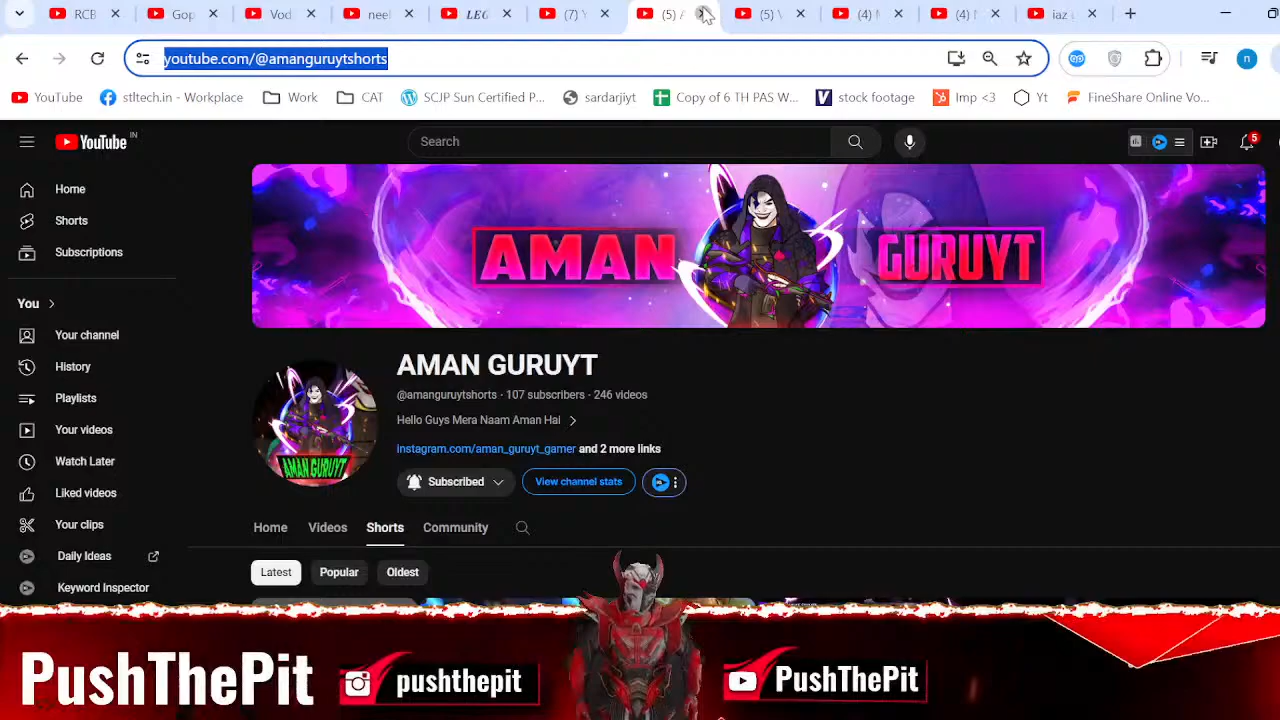 RCB
Gop
Vod
neel
LEG
(7) Y
(5) /
(5) \
(4) M
(4) M
iaz g
youtube.com/@amanguruytshorts
n
YouTube
stltech.in - Workplace
Work
CAT
SCJP Sun Certified P...
sardarjiyt
Copy of 6 TH PAS W...
stock footage
Imp <3
Yt
FineShare Online Vo...
YouTube IN
Search
5
Home
Shorts
Subscriptions
You
Your channel
History
Playlists
Your videos
Watch Later
Liked videos
Your clips
Daily Ideas
Keyword Inspector
AMAN GURUYT
AMAN GURUYT
AMAN GURUYT
@amanguruytshorts · 107 subscribers · 246 videos
Hello Guys Mera Naam Aman Hai
instagram.com/aman_guruyt_gamer and 2 more links
Subscribed
View channel stats
Home Videos Shorts Community
Latest Popular Oldest
PushThePit pushthepit PushThePit